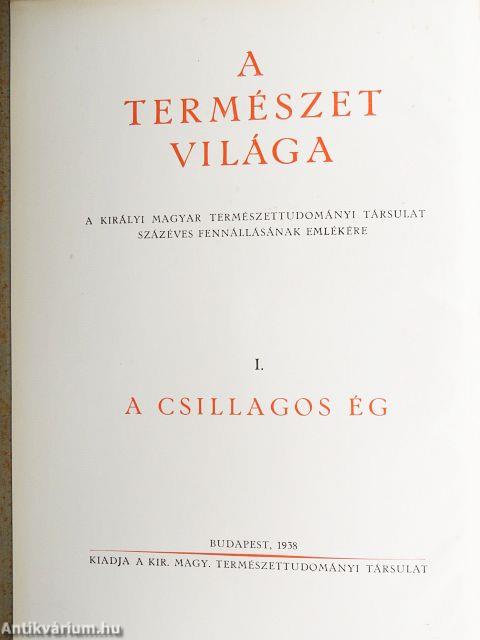 A
TERMÉSZET
VILÁGA
A KIRÁLYI MAGYAR TERMÉSZETTUDOMÁNYI TÁRSULAT
SZÁZÉVES FENNÁLLÁSÁNAK EMLÉKÉRE
I.
A CSILLAGOS ÉG
BUDAPEST, 1938
KIADJA A KIR. MAGY. TERMÉSZETTUDOMÁNYI TÁRSULAT
Antikvárium.hu